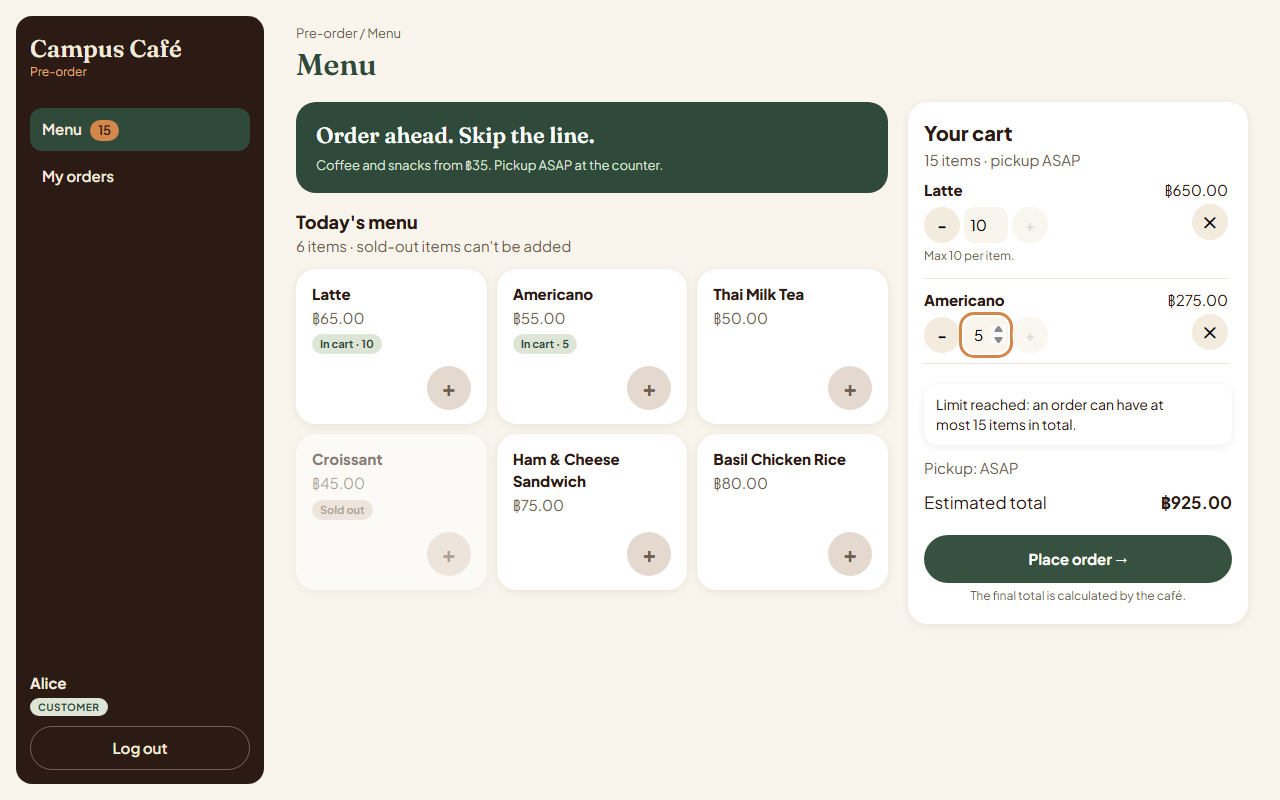 Campus Café
Pre-order
Menu 15
My orders
Alice
CUSTOMER
Log out
Pre-order / Menu
Menu
Order ahead. Skip the line.
Coffee and snacks from ฿35. Pickup ASAP at the counter.
Today's menu
6 items · sold-out items can't be added
Latte
฿65.00
In cart · 10
+
Americano
฿55.00
In cart · 5
+
Thai Milk Tea
฿50.00
+
Croissant
฿45.00
Sold out
+
Ham & Cheese
Sandwich
฿75.00
+
Basil Chicken Rice
฿80.00
+
Your cart
15 items · pickup ASAP
Latte ฿650.00
- 10 + ✕
Max 10 per item.
Americano ฿275.00
- 5 + ✕
Limit reached: an order can have at
most 15 items in total.
Pickup: ASAP
Estimated total ฿925.00
Place order →
The final total is calculated by the café.